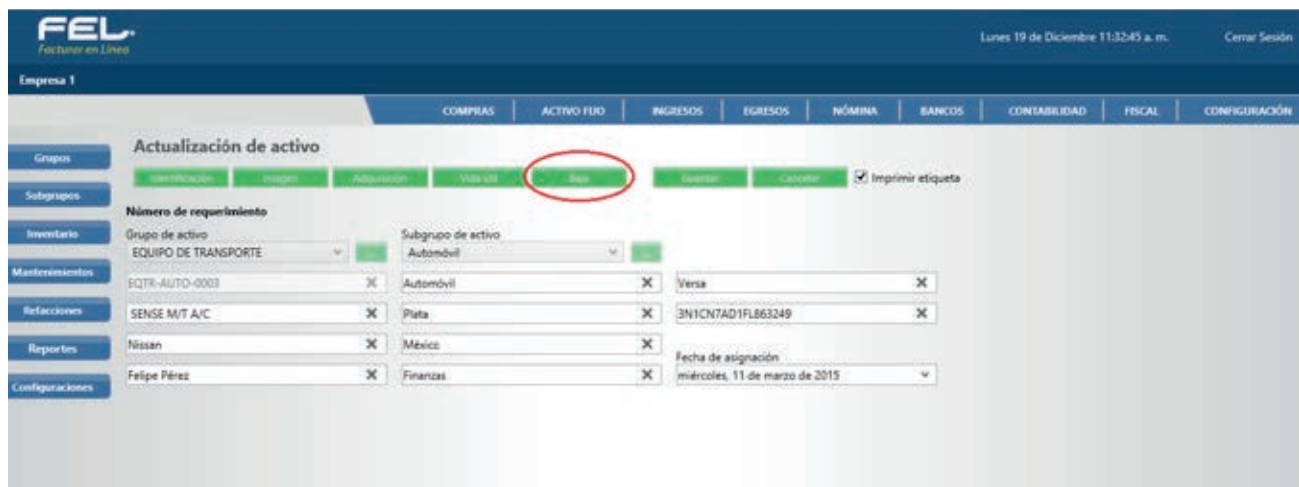 FEL
Facturar en Línea
Lunes 19 de Diciembre 11:32:45 a. m.
Cerrar Sesión
Empresa 1
COMPRAS
ACTIVO FIJO
INGRESOS
EGRESOS
NÓMINA
BANCOS
CONTABILIDAD
FISCAL
CONFIGURACIÓN
Grupos
Subgrupos
Inventario
Mantenimientos
Refacciones
Reportes
Configuraciones
Actualización de activo
Identificación
Imagen
Adquisición
Vida útil
Baja
Guardar
Cancelar
Imprimir etiqueta
Número de requerimiento
Grupo de activo
Subgrupo de activo
EQUIPO DE TRANSPORTE
...
Automóvil
...
EQTR-AUTO-0003
Automóvil
Versa
SENSE M/T A/C
Plata
3N1CN7AD1FL863249
Nissan
México
Fecha de asignación
Felipe Pérez
Finanzas
miércoles, 11 de marzo de 2015